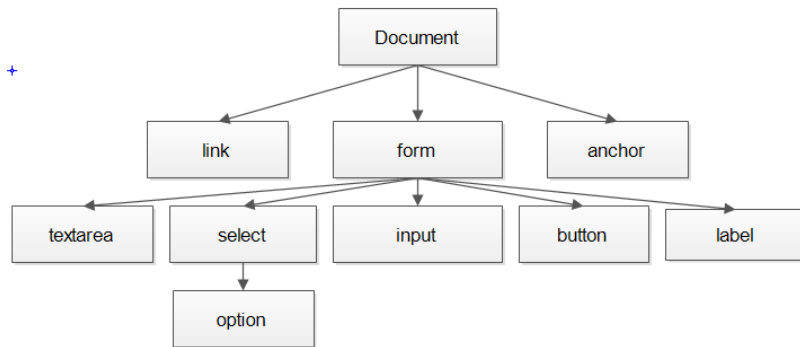 Document
link
form
anchor
textarea
select
input
button
label
option